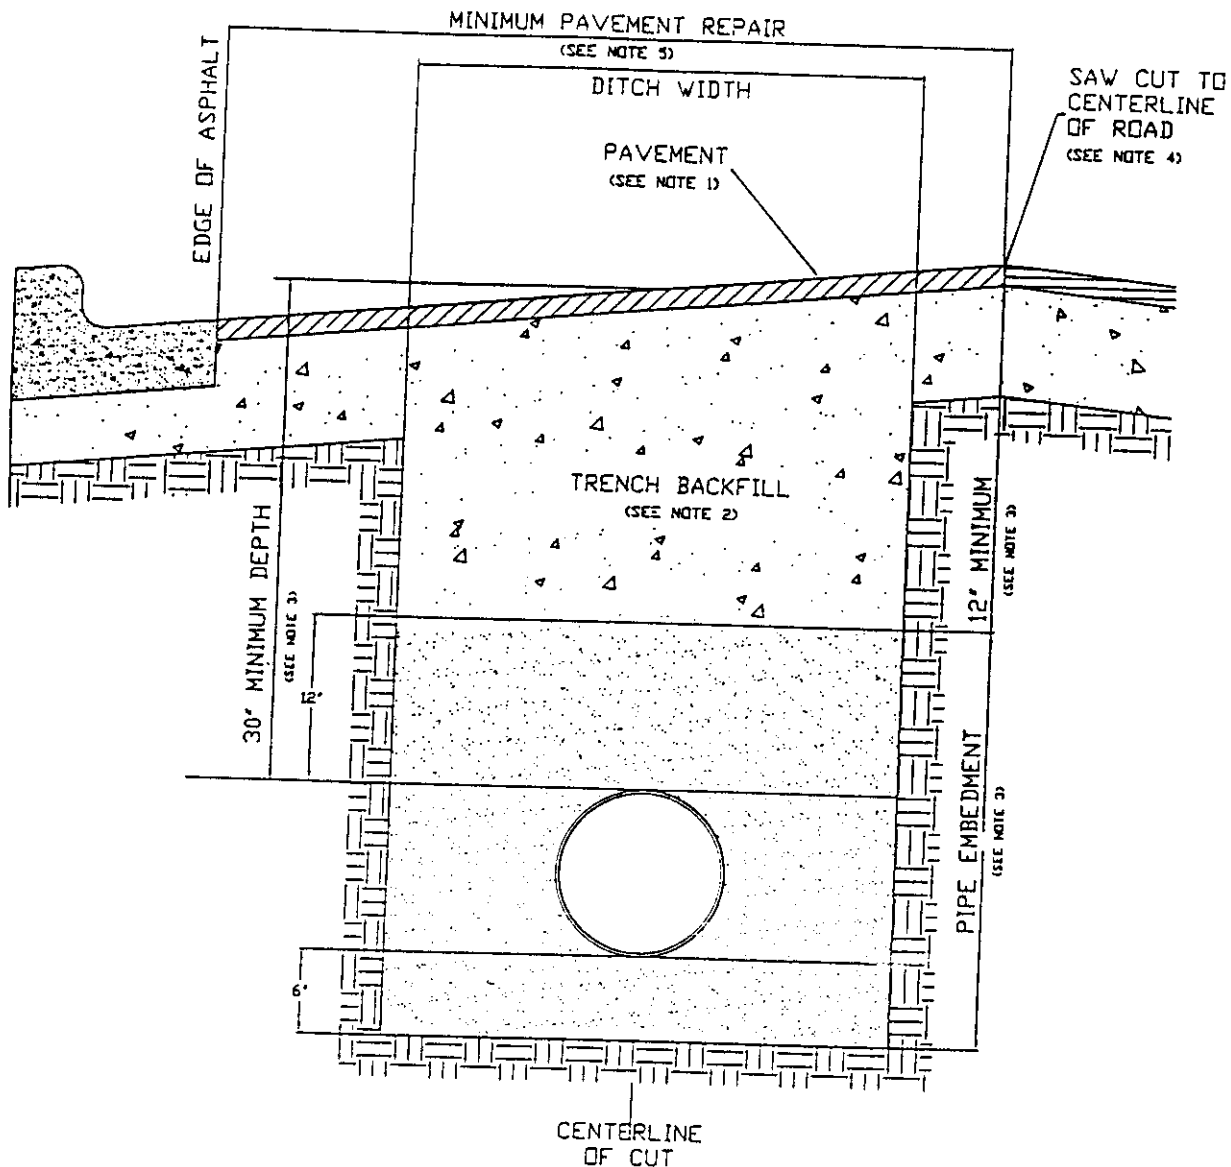 MINIMUM PAVEMENT REPAIR
(SEE NOTE 5)
DITCH WIDTH
EDGE OF ASPHALT
SAW CUT TO
CENTERLINE
OF ROAD
(SEE NOTE 4)
PAVEMENT
(SEE NOTE 1)
TRENCH BACKFILL
(SEE NOTE 2)
30" MINIMUM DEPTH
(SEE NOTE 3)
12"
12" MINIMUM
(SEE NOTE 3)
PIPE EMBEDMENT
(SEE NOTE 3)
6"
CENTERLINE
OF CUT